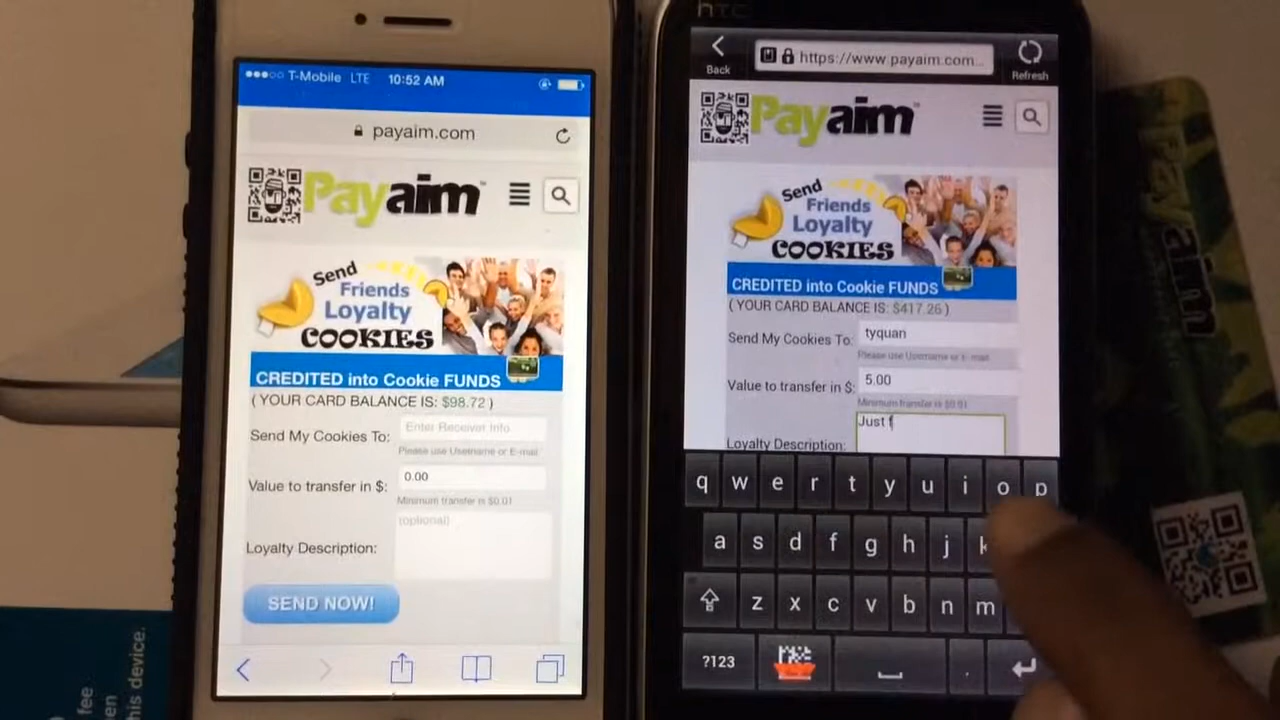 T-Mobile LTE 10:52 AM
payaim.com
Payaim™
Send
Friends
Loyalty
COOKIES
CREDITED into Cookie FUNDS
( YOUR CARD BALANCE IS: $98.72 )
Send My Cookies To: Enter Receiver Info
Please use Username or E-mail
Value to transfer in $: 0.00
Minimum transfer is $0.01
(optional)
Loyalty Description:
SEND NOW!
hTC
Back
https://www.payaim.com...
Refresh
Payaim™
Send
Friends
Loyalty
COOKIES
CREDITED into Cookie FUNDS
( YOUR CARD BALANCE IS: $417.26 )
Send My Cookies To: tyquan
Please use Username or E-mail
Value to transfer in $: 5.00
Minimum transfer is $0.01
Just f
Loyalty Description:
q w e r t y u i o p
a s d f g h j k
z x c v b n m
?123 .
Payaim
fee
en
his device.